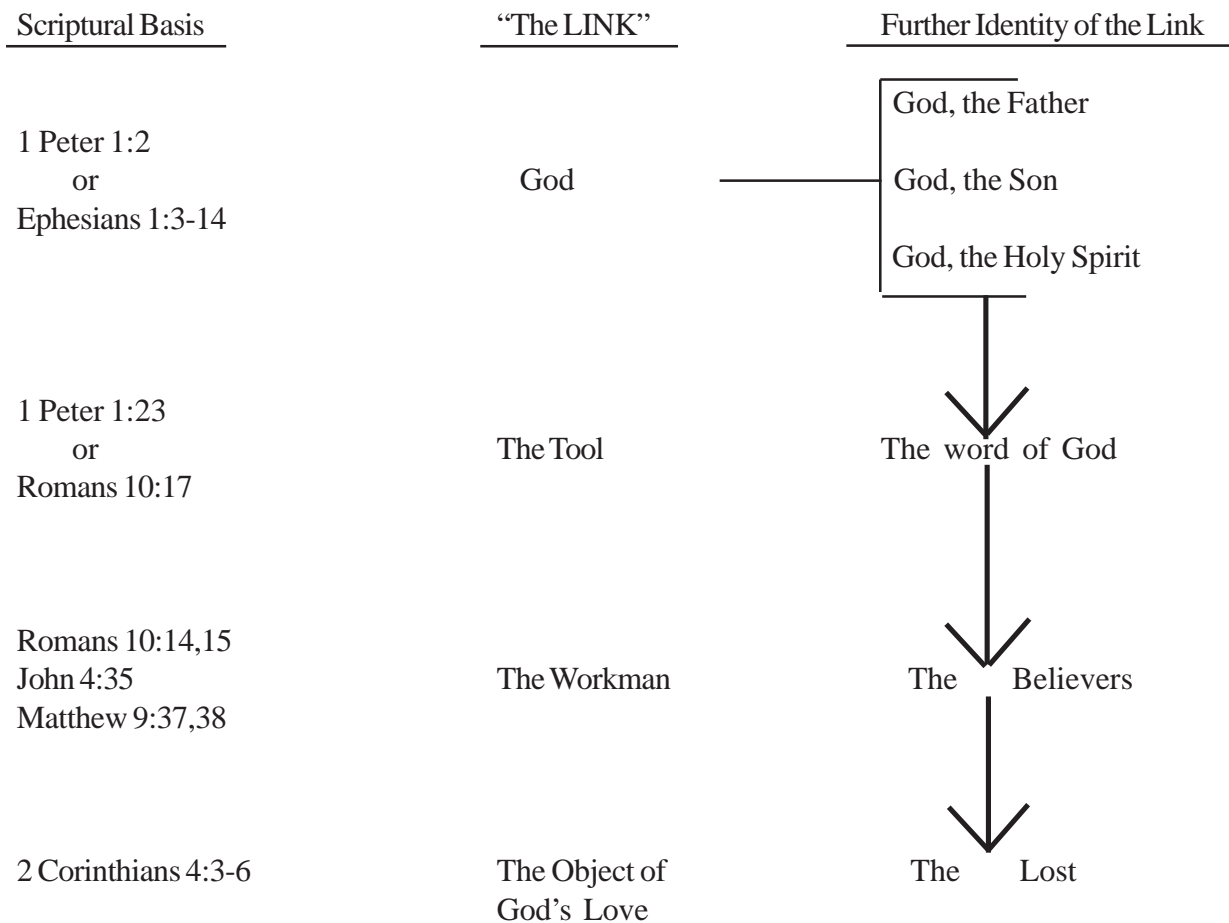 Scriptural Basis “The LINK” Further Identity of the Link
God, the Father
1 Peter 1:2
or God God, the Son
Ephesians 1:3-14
God, the Holy Spirit
1 Peter 1:23
or The Tool The word of God
Romans 10:17
Romans 10:14,15
John 4:35 The Workman The Believers
Matthew 9:37,38
2 Corinthians 4:3-6 The Object of The Lost
God’s Love